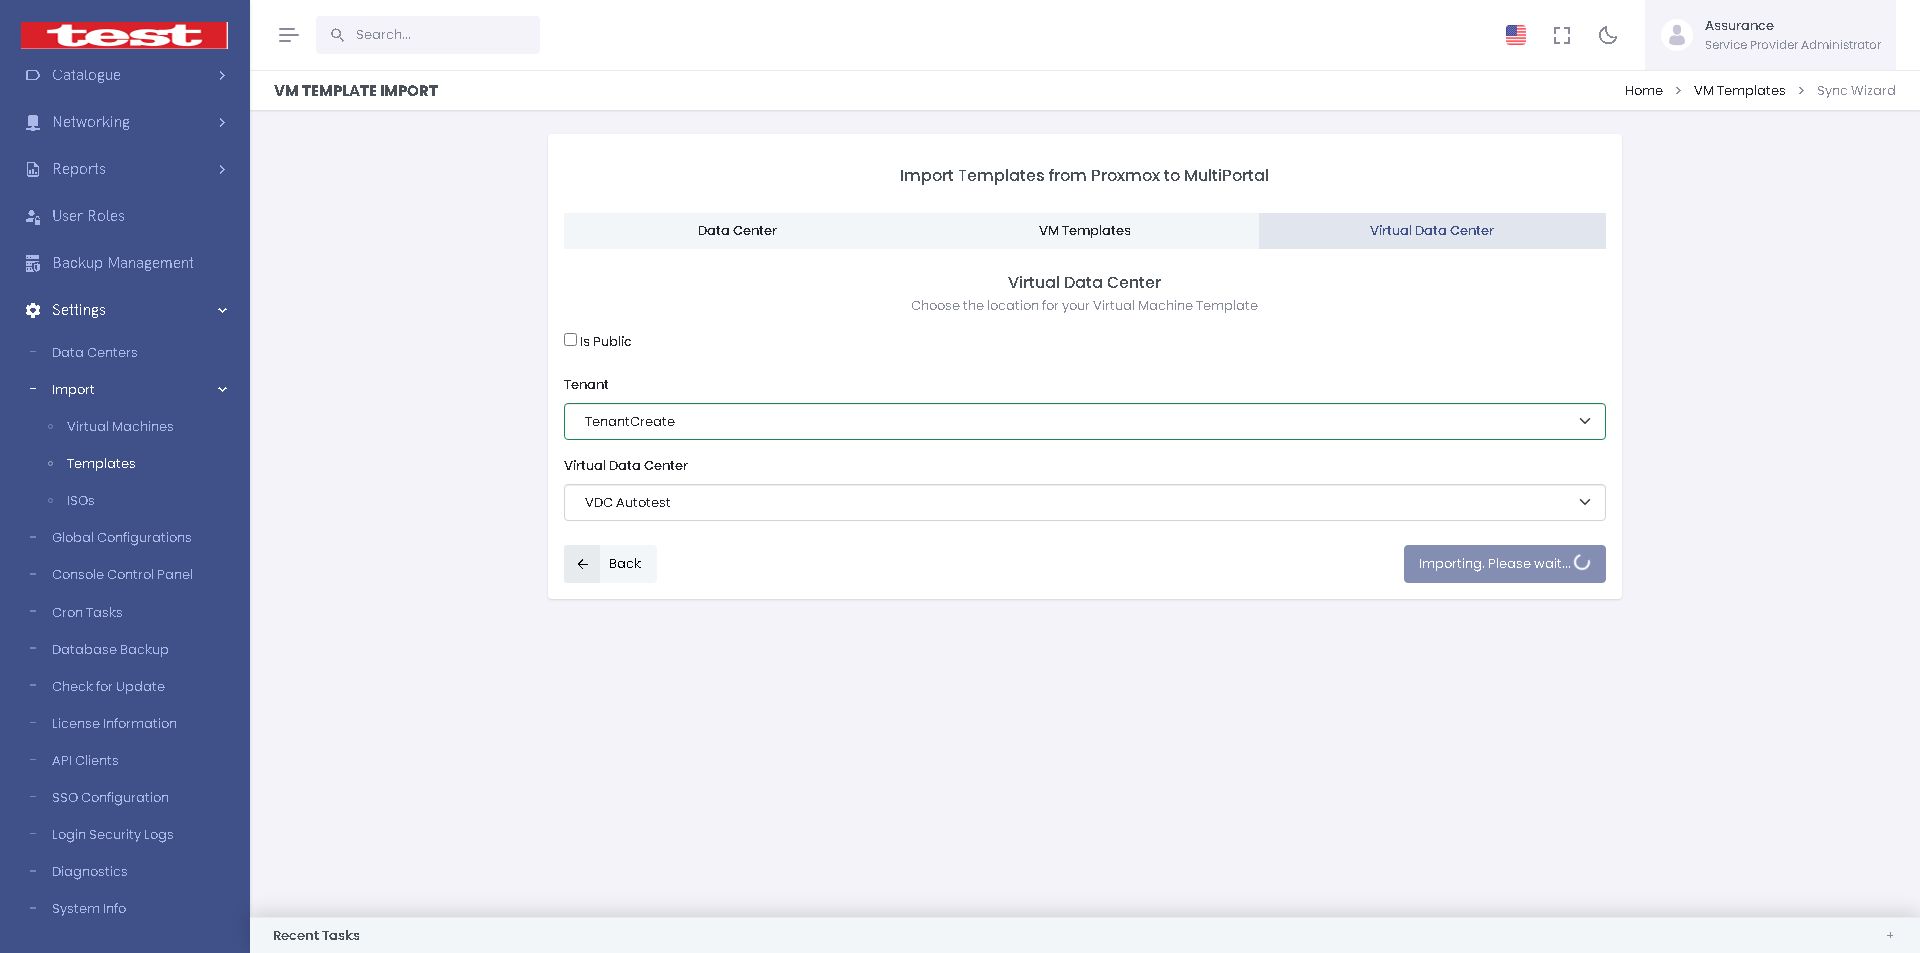 test
Catalogue
Networking
Reports
User Roles
Backup Management
Settings
Data Centers
Import
Virtual Machines
Templates
ISOs
Global Configurations
Console Control Panel
Cron Tasks
Database Backup
Check for Update
License Information
API Clients
SSO Configuration
Login Security Logs
Diagnostics
System Info
Search...
Assurance
Service Provider Administrator
VM TEMPLATE IMPORT
Home > VM Templates > Sync Wizard
Import Templates from Proxmox to MultiPortal
Data Center VM Templates Virtual Data Center
Virtual Data Center
Choose the location for your Virtual Machine Template
Is Public
Tenant
TenantCreate
Virtual Data Center
VDC Autotest
Back
Importing. Please wait...
Recent Tasks +